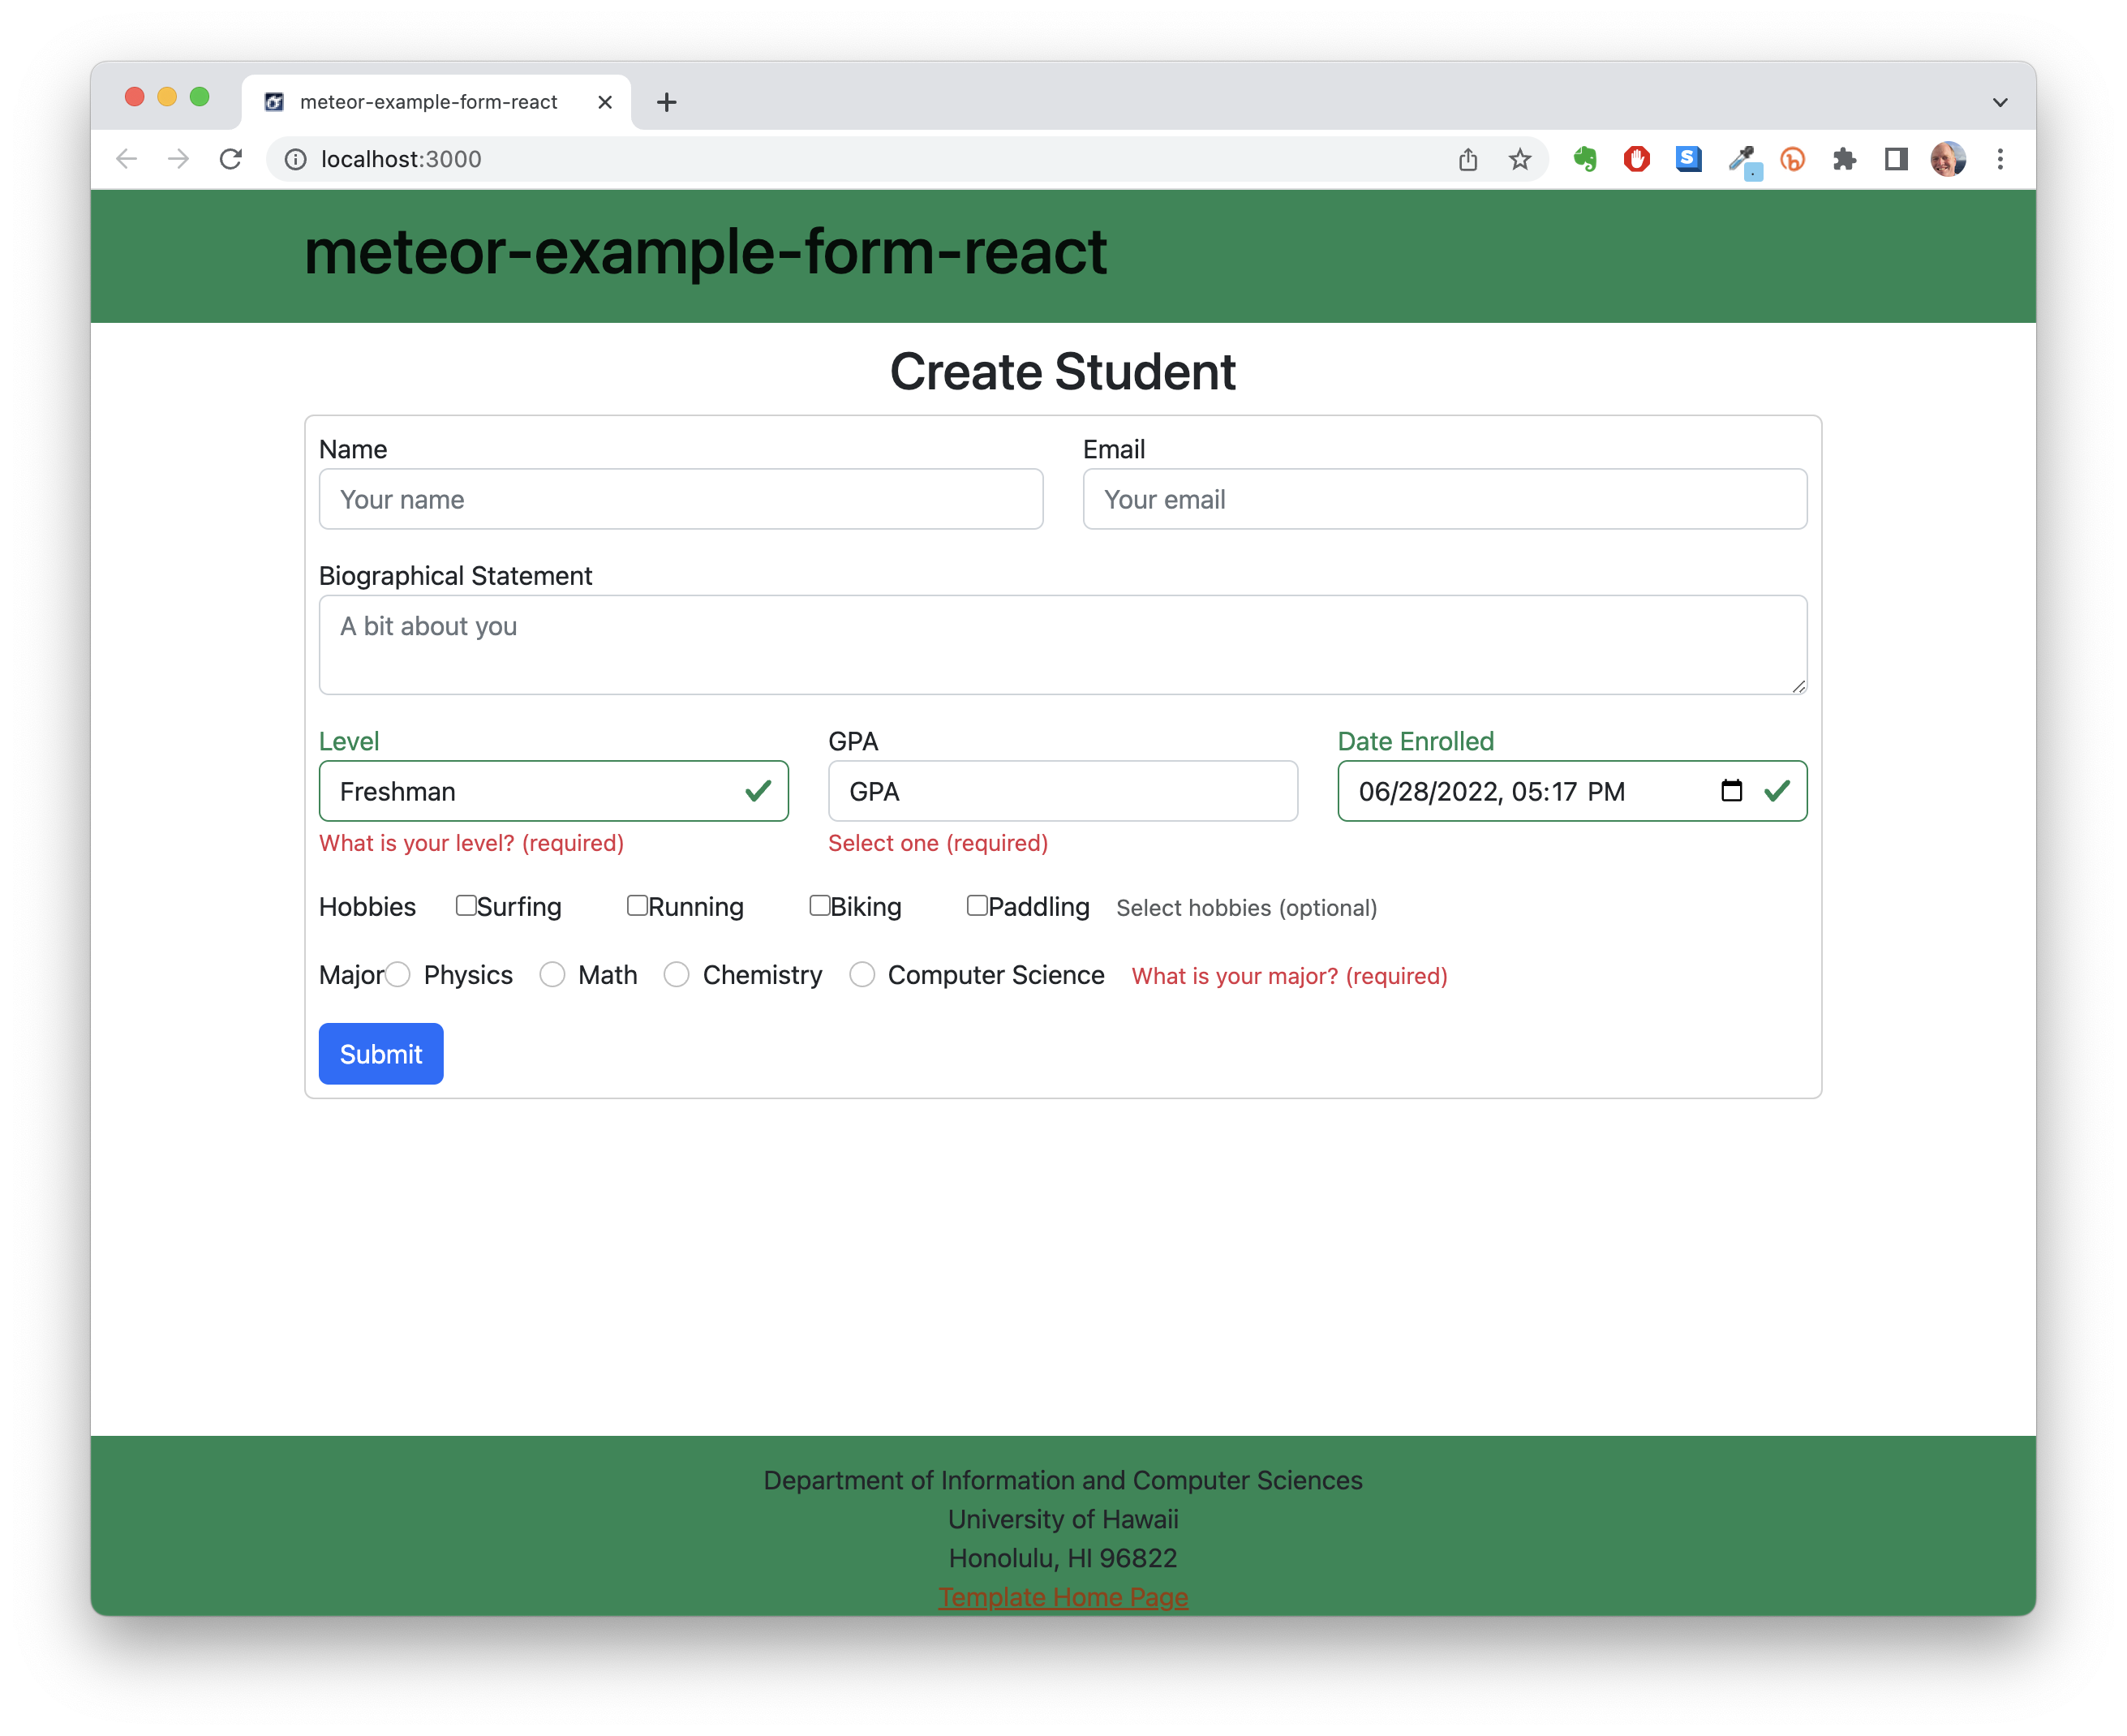 meteor-example-form-react
localhost:3000
meteor-example-form-react
Create Student
Name Email
Your name Your email
Biographical Statement
A bit about you
Level GPA Date Enrolled
Freshman GPA 06/28/2022, 05:17 PM
What is your level? (required) Select one (required)
Hobbies Surfing Running Biking Paddling Select hobbies (optional)
Major Physics Math Chemistry Computer Science What is your major? (required)
Submit
Department of Information and Computer Sciences
University of Hawaii
Honolulu, HI 96822
Template Home Page